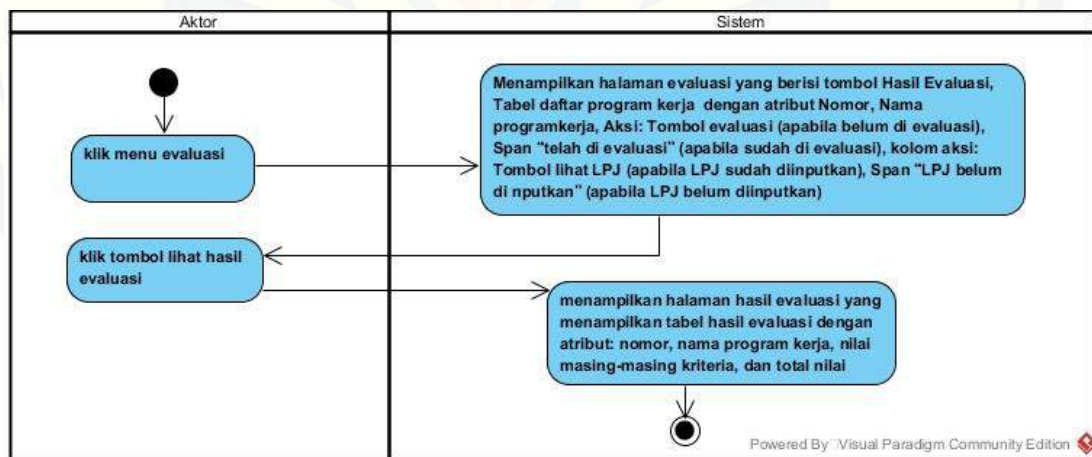 Aktor
Sistem
Menampilkan halaman evaluasi yang berisi tombol Hasil Evaluasi,
Tabel daftar program kerja dengan atribut Nomor, Nama
programkerja, Aksi: Tombol evaluasi (apabila belum di evaluasi),
Span "telah di evaluasi" (apabila sudah di evaluasi), kolom aksi:
Tombol lihat LPJ (apabila LPJ sudah diinputkan), Span "LPJ belum
di nputkan" (apabila LPJ belum diinputkan)
klik menu evaluasi
klik tombol lihat hasil
evaluasi
menampilkan halaman hasil evaluasi yang
menampilkan tabel hasil evaluasi dengan
atribut: nomor, nama program kerja, nilai
masing-masing kriteria, dan total nilai
Powered By Visual Paradigm Community Edition